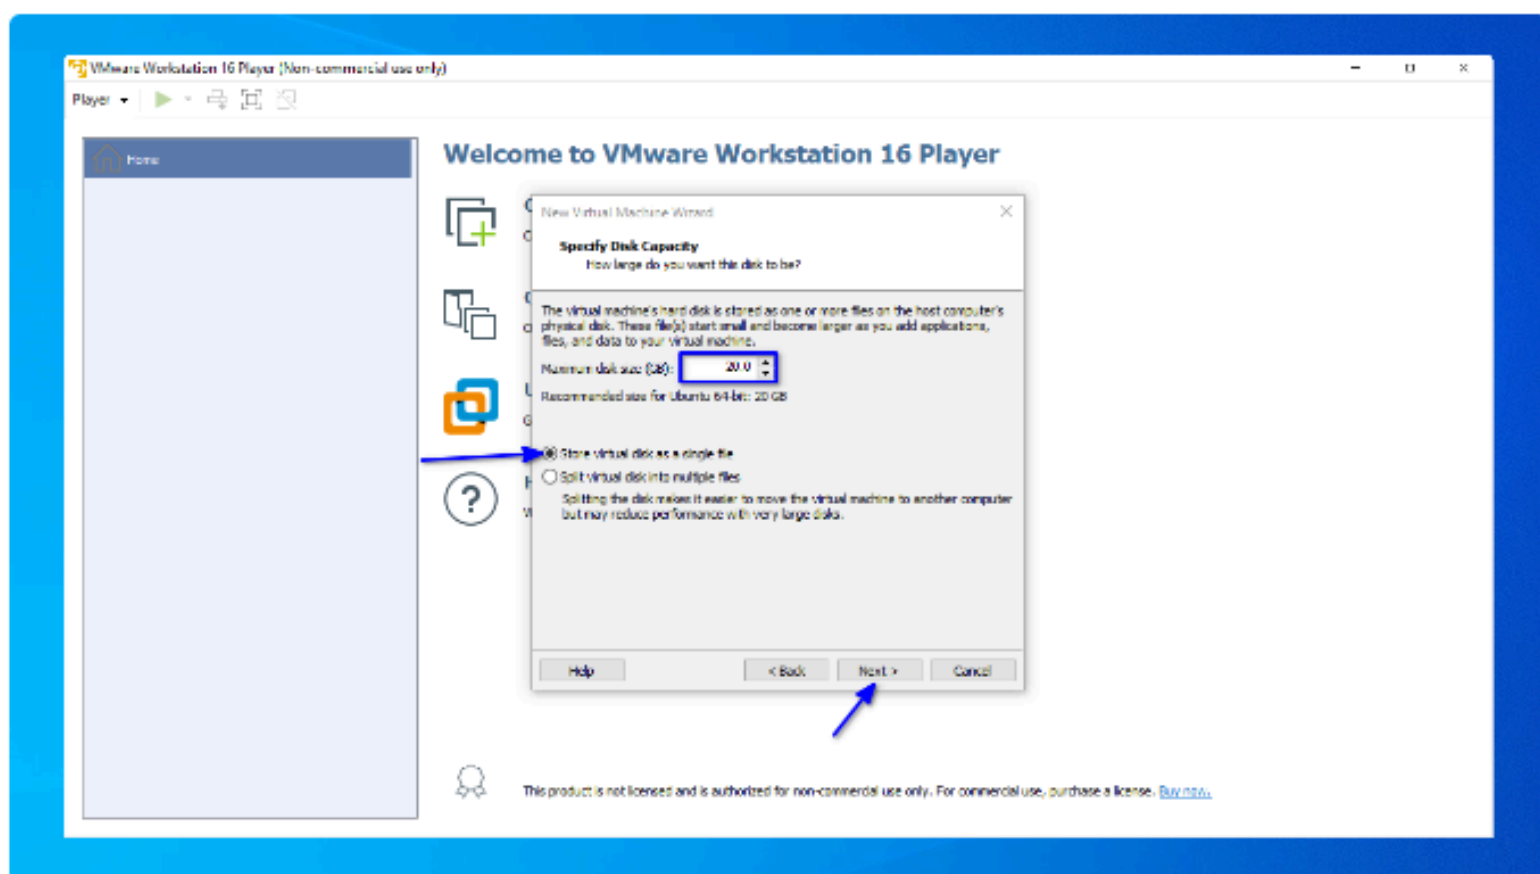 VMware Workstation 16 Player (Non-commercial use only)
Player
Home
Welcome to VMware Workstation 16 Player
New Virtual Machine Wizard
Specify Disk Capacity
How large do you want this disk to be?
The virtual machine's hard disk is stored as one or more files on the host computer's
physical disk. These file(s) start small and become larger as you add applications,
files, and data to your virtual machine.
Maximum disk size (GB): 20.0
Recommended size for Ubuntu 64-bit: 20 GB
Store virtual disk as a single file
Split virtual disk into multiple files
Splitting the disk makes it easier to move the virtual machine to another computer
but may reduce performance with very large disks.
Help
< Back
Next >
Cancel
This product is not licensed and is authorized for non-commercial use only. For commercial use, purchase a license. Buy now.